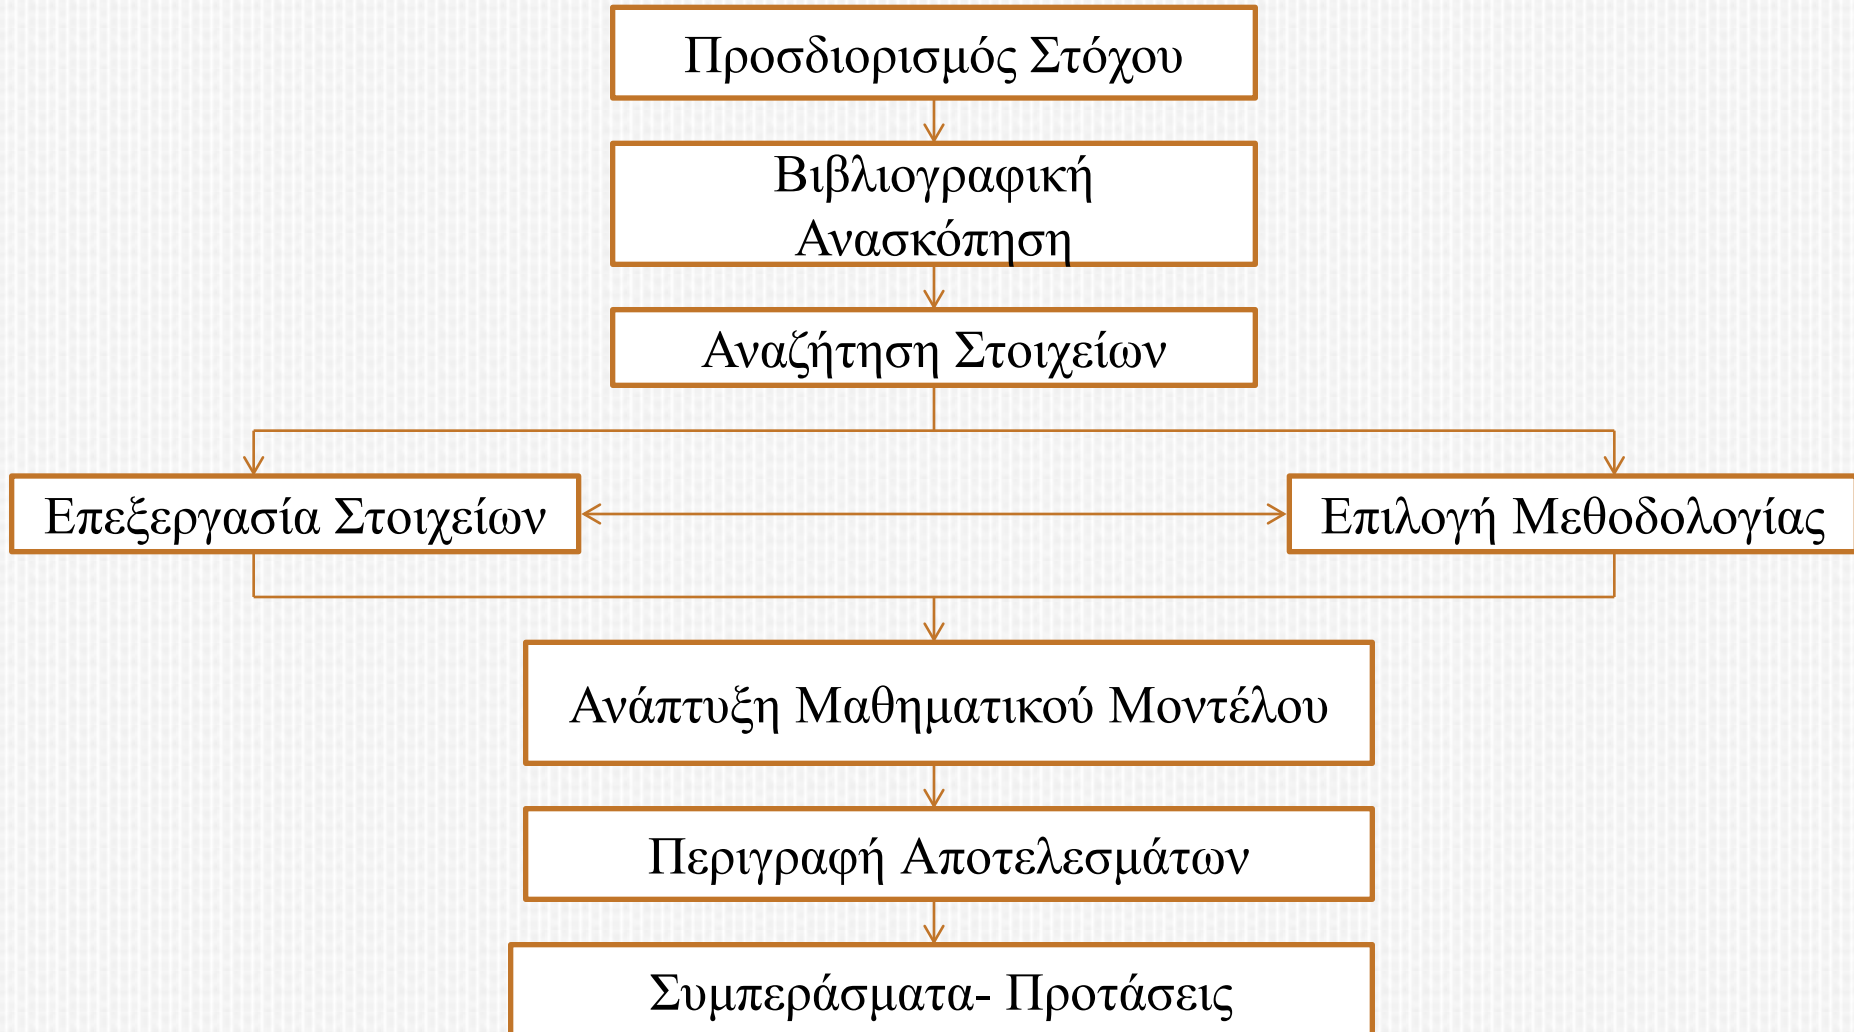 Προσδιορισμός Στόχου
Βιβλιογραφική
Ανασκόπηση
Αναζήτηση Στοιχείων
Επεξεργασία Στοιχείων
Επιλογή Μεθοδολογίας
Ανάπτυξη Μαθηματικού Μοντέλου
Περιγραφή Αποτελεσμάτων
Συμπεράσματα- Προτάσεις